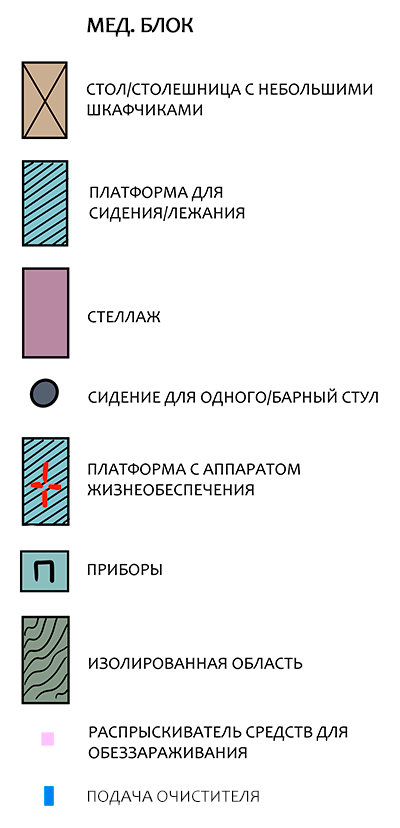 МЕД. БЛОК
СТОЛ/СТОЛЕШНИЦА С НЕБОЛЬШИМИ
ШКАФЧИКАМИ
ПЛАТФОРМА ДЛЯ
СИДЕНИЯ/ЛЕЖАНИЯ
СТЕЛЛАЖ
СИДЕНИЕ ДЛЯ ОДНОГО/БАРНЫЙ СТУЛ
ПЛАТФОРМА С АППАРАТОМ
ЖИЗНЕОБЕСПЕЧЕНИЯ
П
ПРИБОРЫ
ИЗОЛИРОВАННАЯ ОБЛАСТЬ
РАСПРЫСКИВАТЕЛЬ СРЕДСТВ ДЛЯ
ОБЕЗЗАРАЖИВАНИЯ
ПОДАЧА ОЧИСТИТЕЛЯ